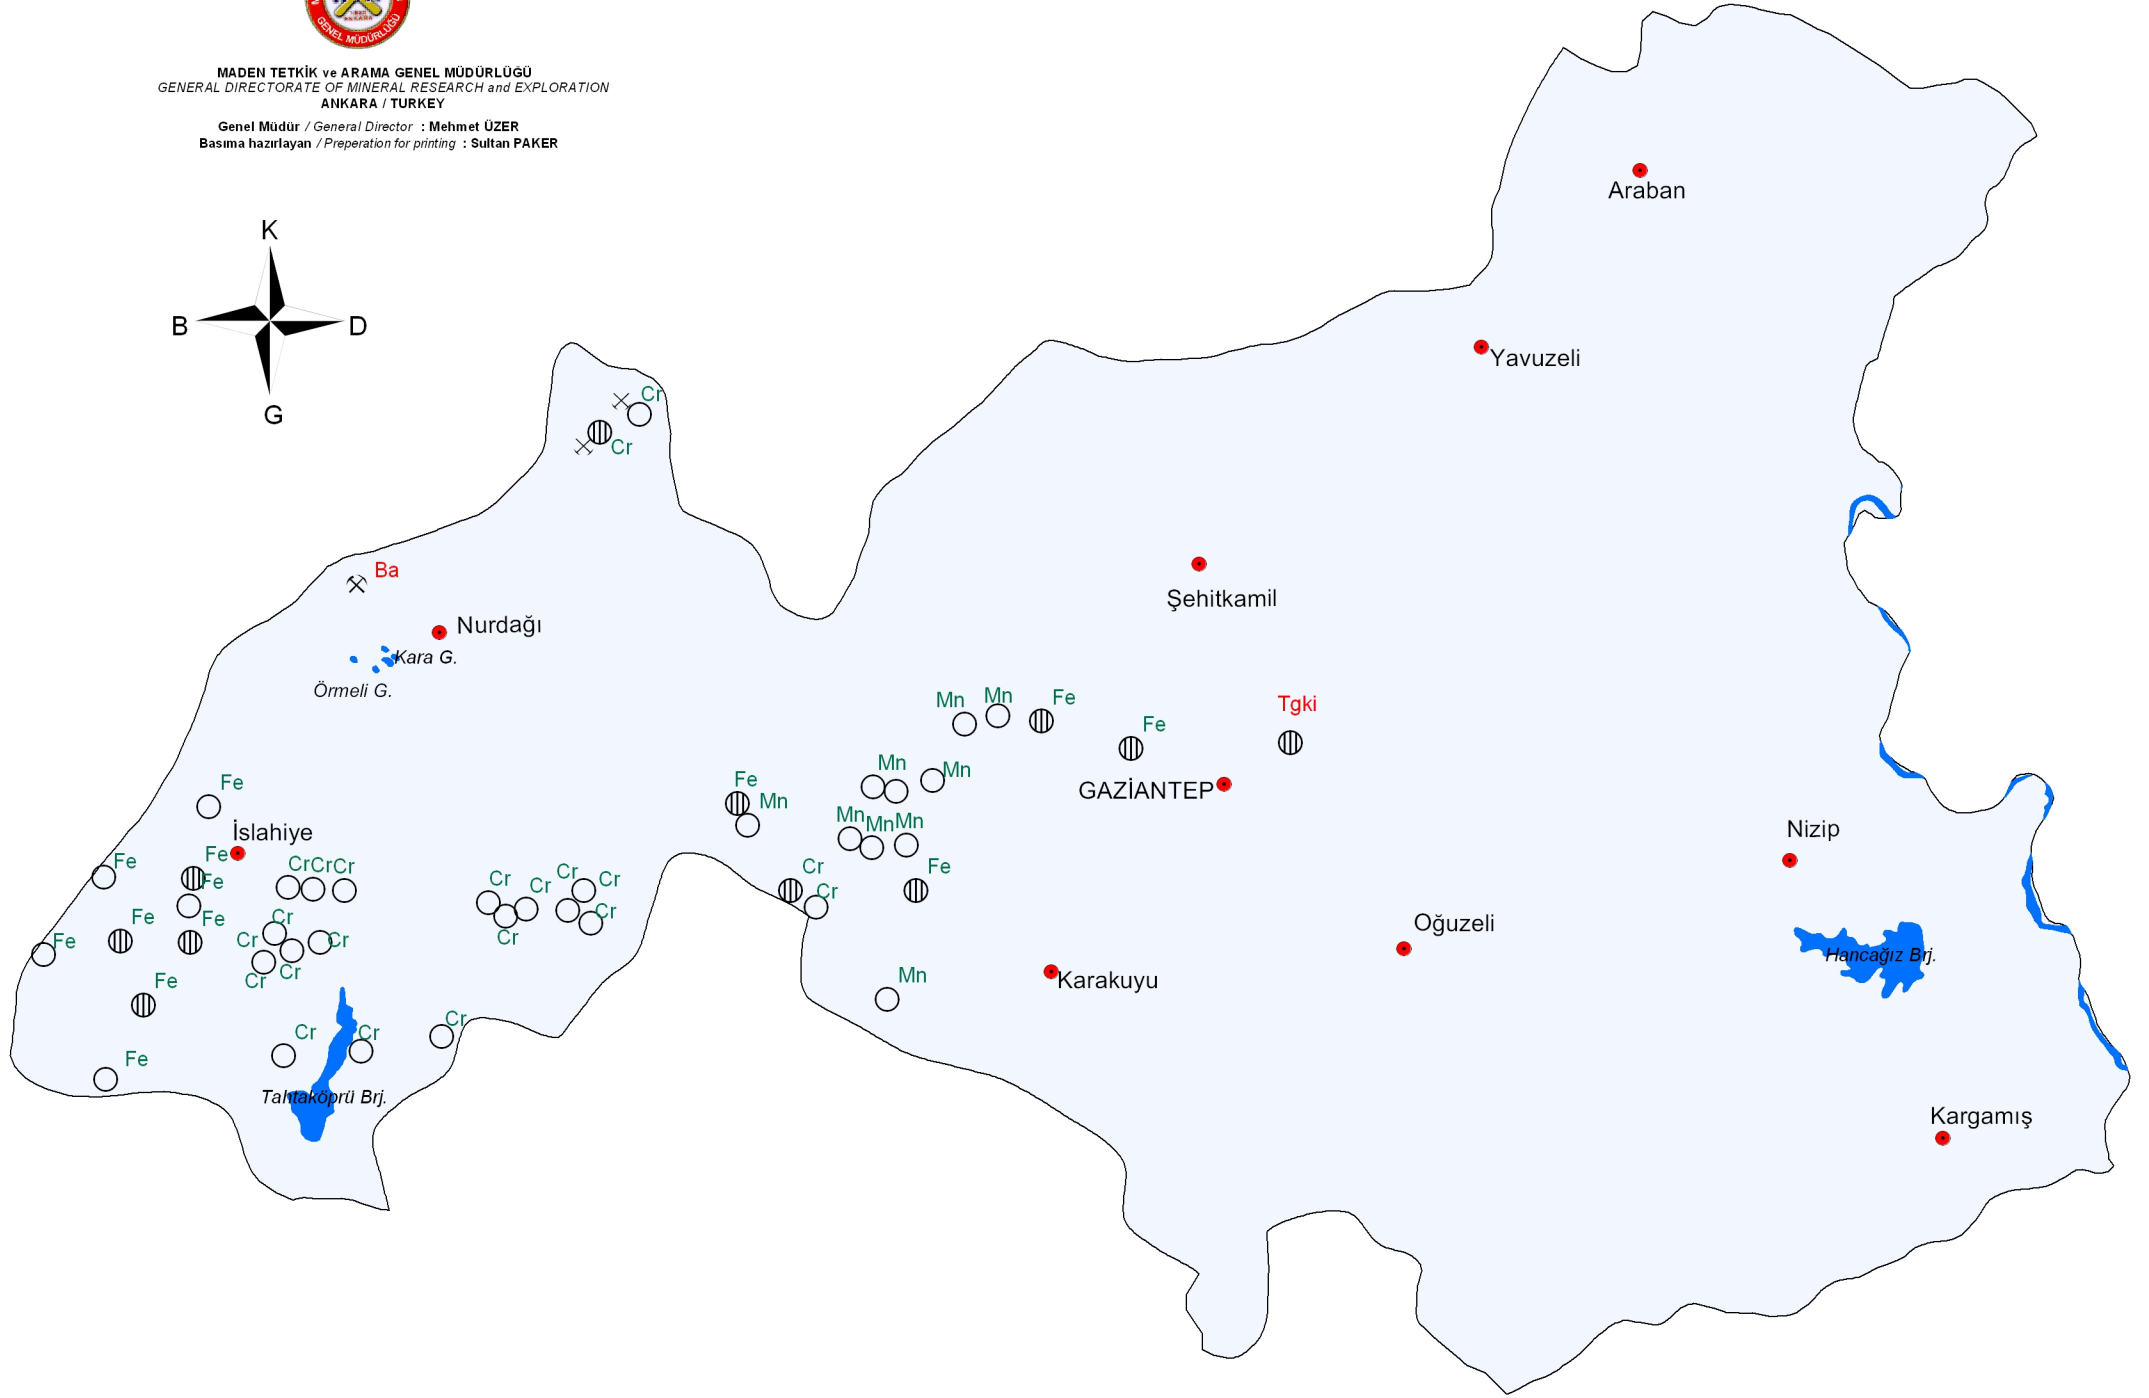 GENEL MÜDÜRLÜĞÜ
MADEN TETKİK ve ARAMA GENEL MÜDÜRLÜĞÜ
GENERAL DIRECTORATE OF MINERAL RESEARCH and EXPLORATION
ANKARA / TURKEY
Genel Müdür / General Director : Mehmet ÜZER
Basıma hazırlayan / Preperation for printing : Sultan PAKER
K
B
D
G
Araban
Yavuzeli
Cr
Cr
Şehitkamil
Ba
Nurdağı
Kara G.
Örmeli G.
Mn
Mn
Fe
Fe
Tgki
Mn
Mn
Fe
Mn
GAZİANTEP
Fe
İslahiye
Mn
Mn
Mn
Nizip
Fe
Fe
Fe
Cr
Cr
Cr
Cr
Cr
Cr
Cr
Cr
Cr
Cr
Cr
Fe
Fe
Fe
Fe
Cr
Cr
Cr
Cr
Cr
Oğuzeli
Hancağız Brj.
Karakuyu
Mn
Fe
Cr
Cr
Cr
Fe
Tahtaköprü Brj.
Kargamış